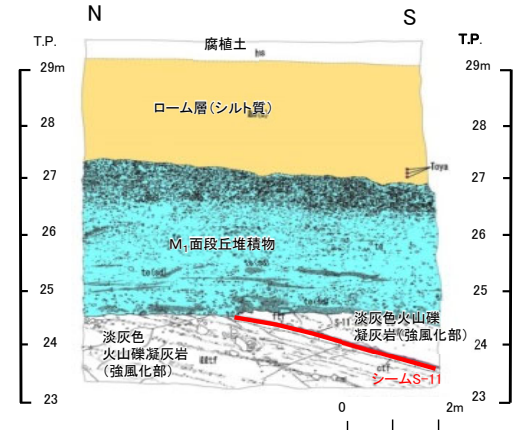 N
S
T.P.
T.P.
腐植土
hs
29m
29m
ローム層(シルト質)
28
28
Toya
27
27
26
26
M1面段丘堆積物
25
25
淡灰色火山礫
凝灰岩(強風化部)
S-11
淡灰色
火山礫凝灰岩
(強風化部)
24
24
シームS-11
23
23
0
2m